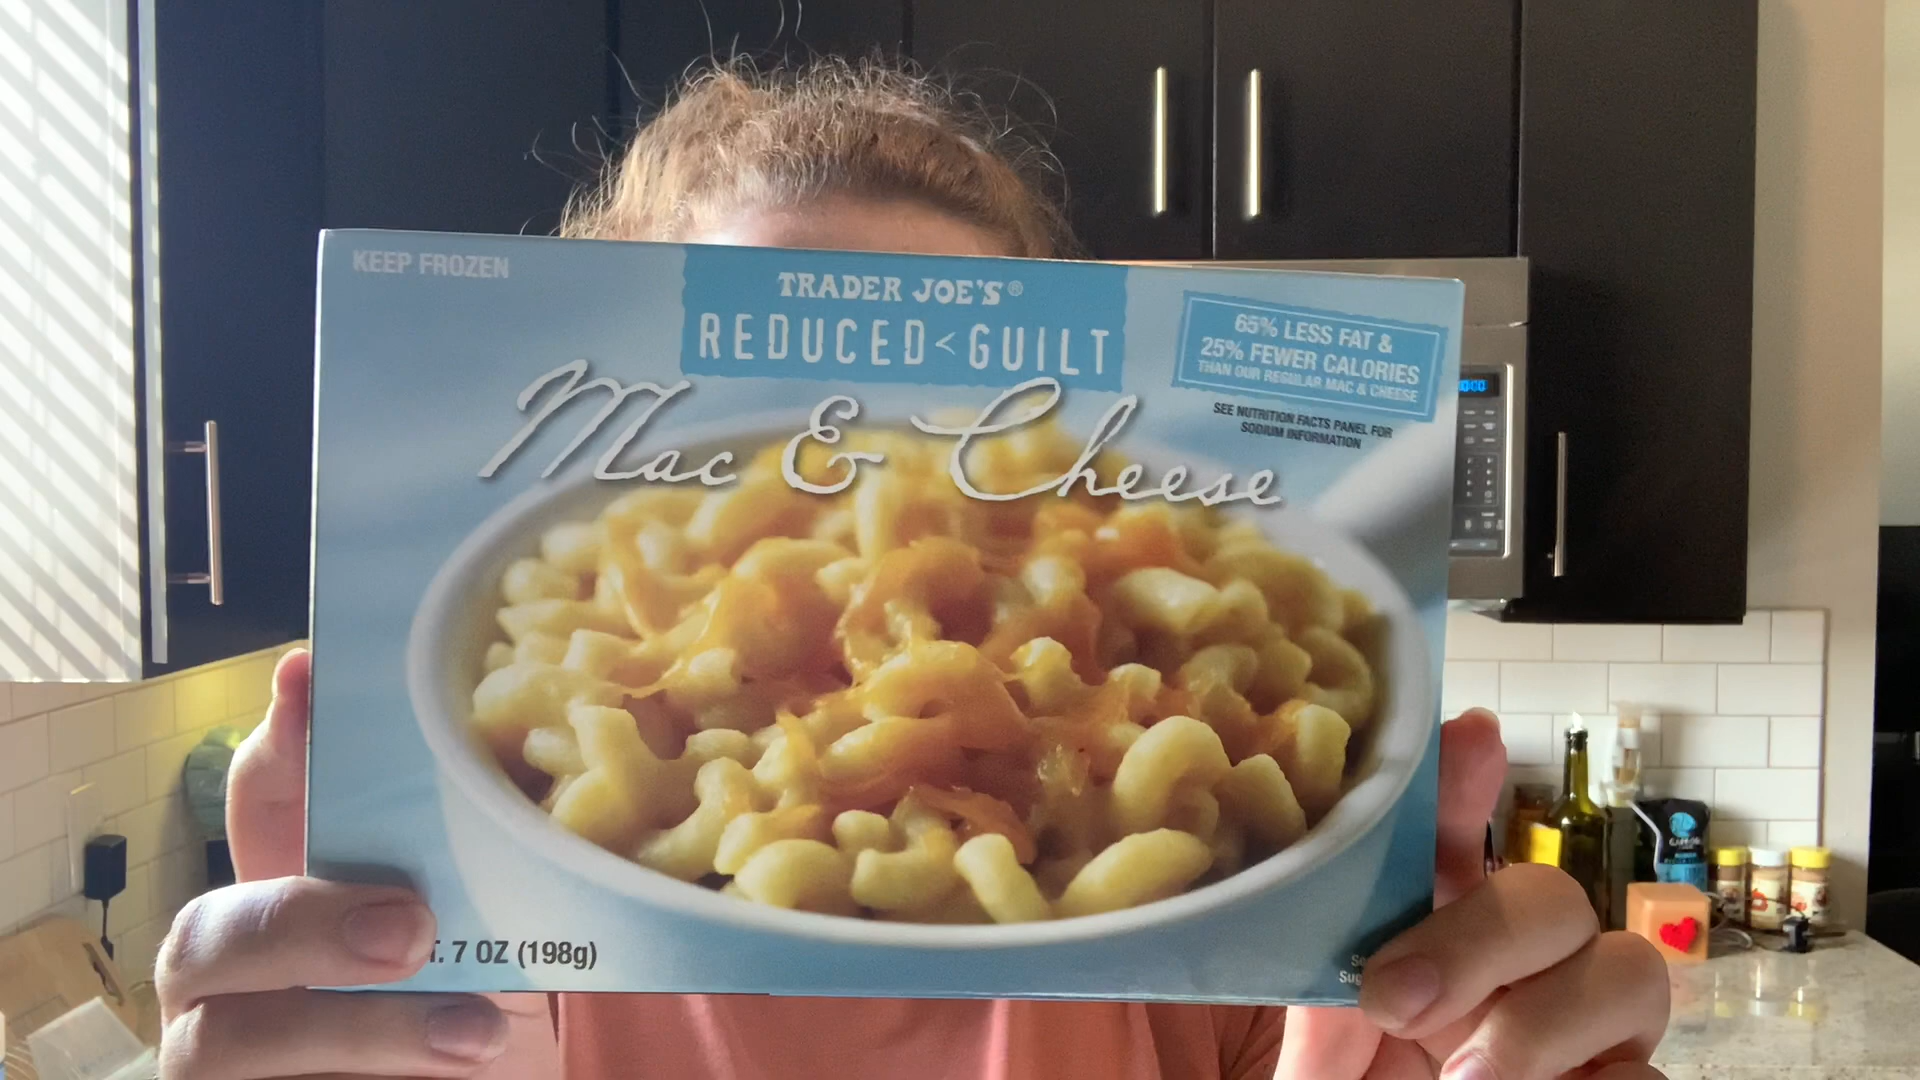 KEEP FROZEN
TRADER JOE'S®
REDUCED<GUILT
Mac & Cheese
65% LESS FAT &
25% FEWER CALORIES
THAN OUR REGULAR MAC & CHEESE
SEE NUTRITION FACTS PANEL FOR
SODIUM INFORMATION
7 OZ (198g)